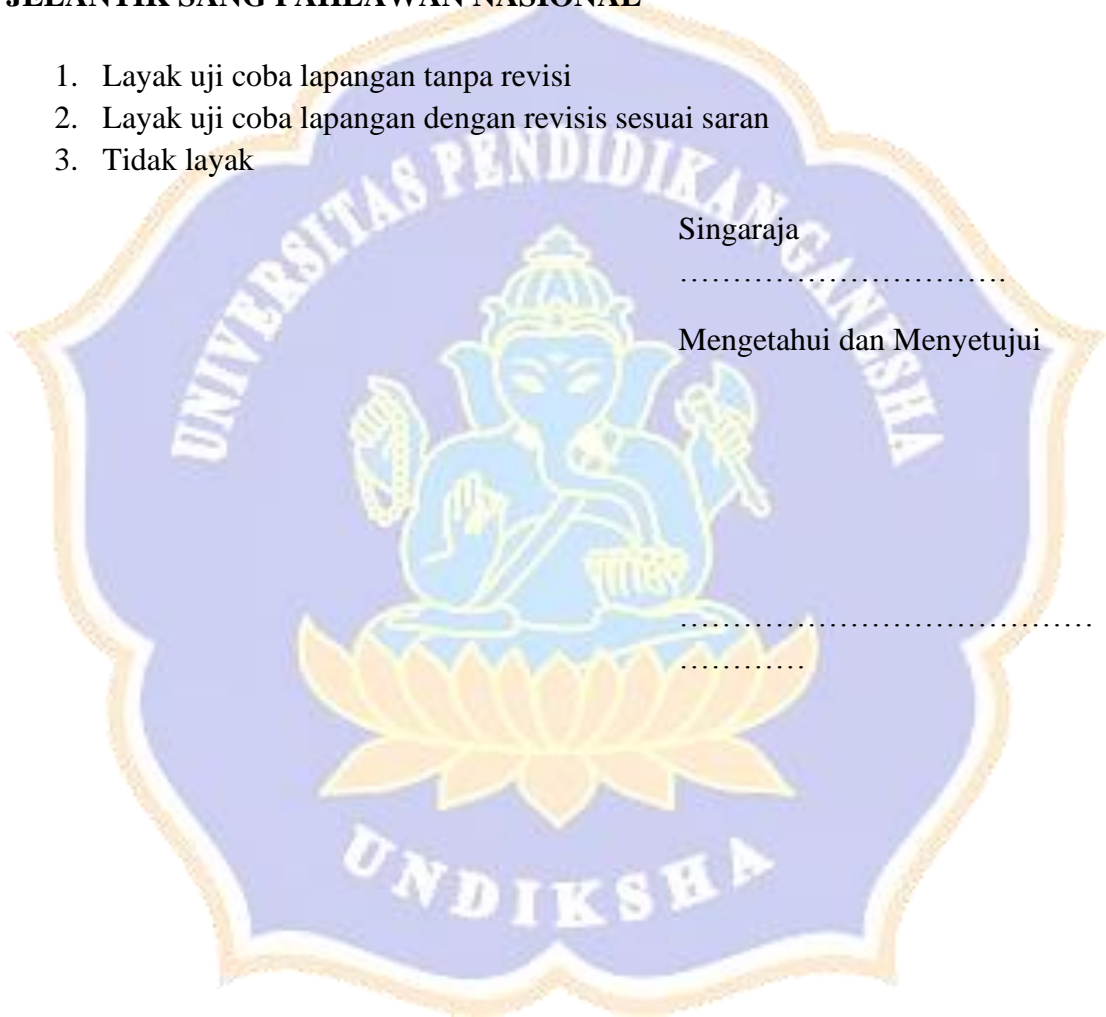 JELANTIK SANG PAHLAWAN NASIONAL
1. Layak uji coba lapangan tanpa revisi
2. Layak uji coba lapangan dengan revisis sesuai saran
3. Tidak layak
UNIVERSITAS PENDIDIKAN GANESHA
Singaraja
…………………………….
Mengetahui dan Menyetujui
…………………………………
…………
UNDIKSHA